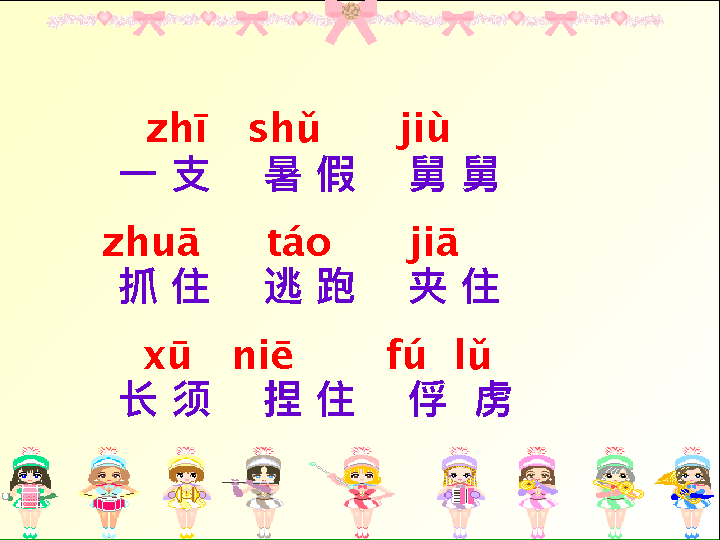 zhī shǔ jiù
一支 暑假 舅舅
zhuā táo jiā
抓住 逃跑 夹住
xū niē fú lǔ
长须 捏住 俘虏